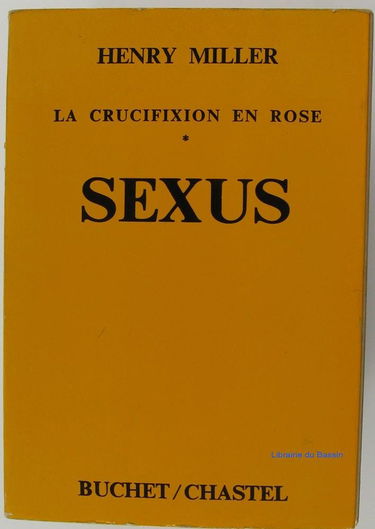 HENRY MILLER
LA CRUCIFIXION EN ROSE
*
SEXUS
Librairie du Bassin
BUCHET/CHASTEL